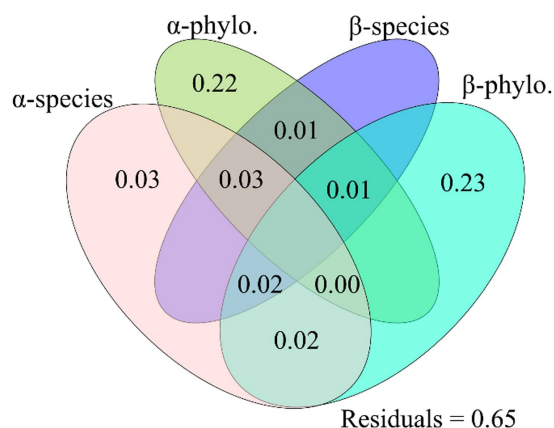 α-phylo.
β-species
α-species
β-phylo.
0.22
0.01
0.03
0.03
0.01
0.23
0.02
0.00
0.02
Residuals = 0.65